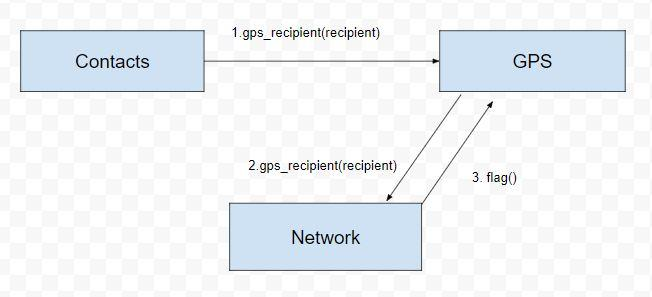 1.gps_recipient(recipient)
Contacts
GPS
2.gps_recipient(recipient)
3. flag()
Network